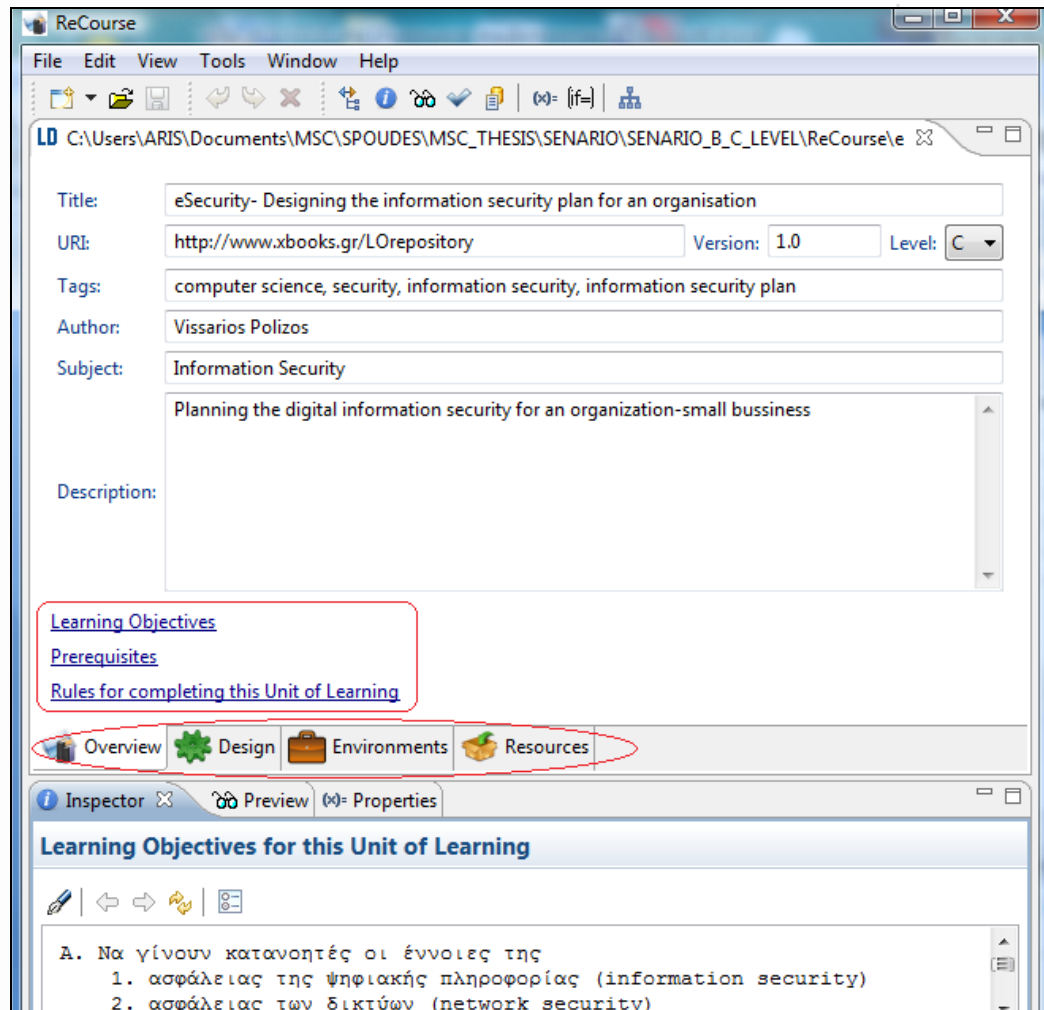 ReCourse
File Edit View Tools Window Help
(x)= (if=)
LD C:\Users\ARIS\Documents\MSC\SPOUDES\MSC_THESIS\SENARIO\SENARIO_B_C_LEVEL\ReCourse\e
Title: eSecurity- Designing the information security plan for an organisation
URI: http://www.xbooks.gr/LOrepository Version: 1.0 Level: C
Tags: computer science, security, information security, information security plan
Author: Vissarios Polizos
Subject: Information Security
Description: Planning the digital information security for an organization-small bussiness
Learning Objectives
Prerequisites
Rules for completing this Unit of Learning
Overview Design Environments Resources
Inspector Preview (x)= Properties
Learning Objectives for this Unit of Learning
Α. Να γίνουν κατανοητές οι έννοιες της
1. ασφάλειας της ψηφιακής πληροφορίας (information security)
2. ασφάλειας των δικτύων (network security)